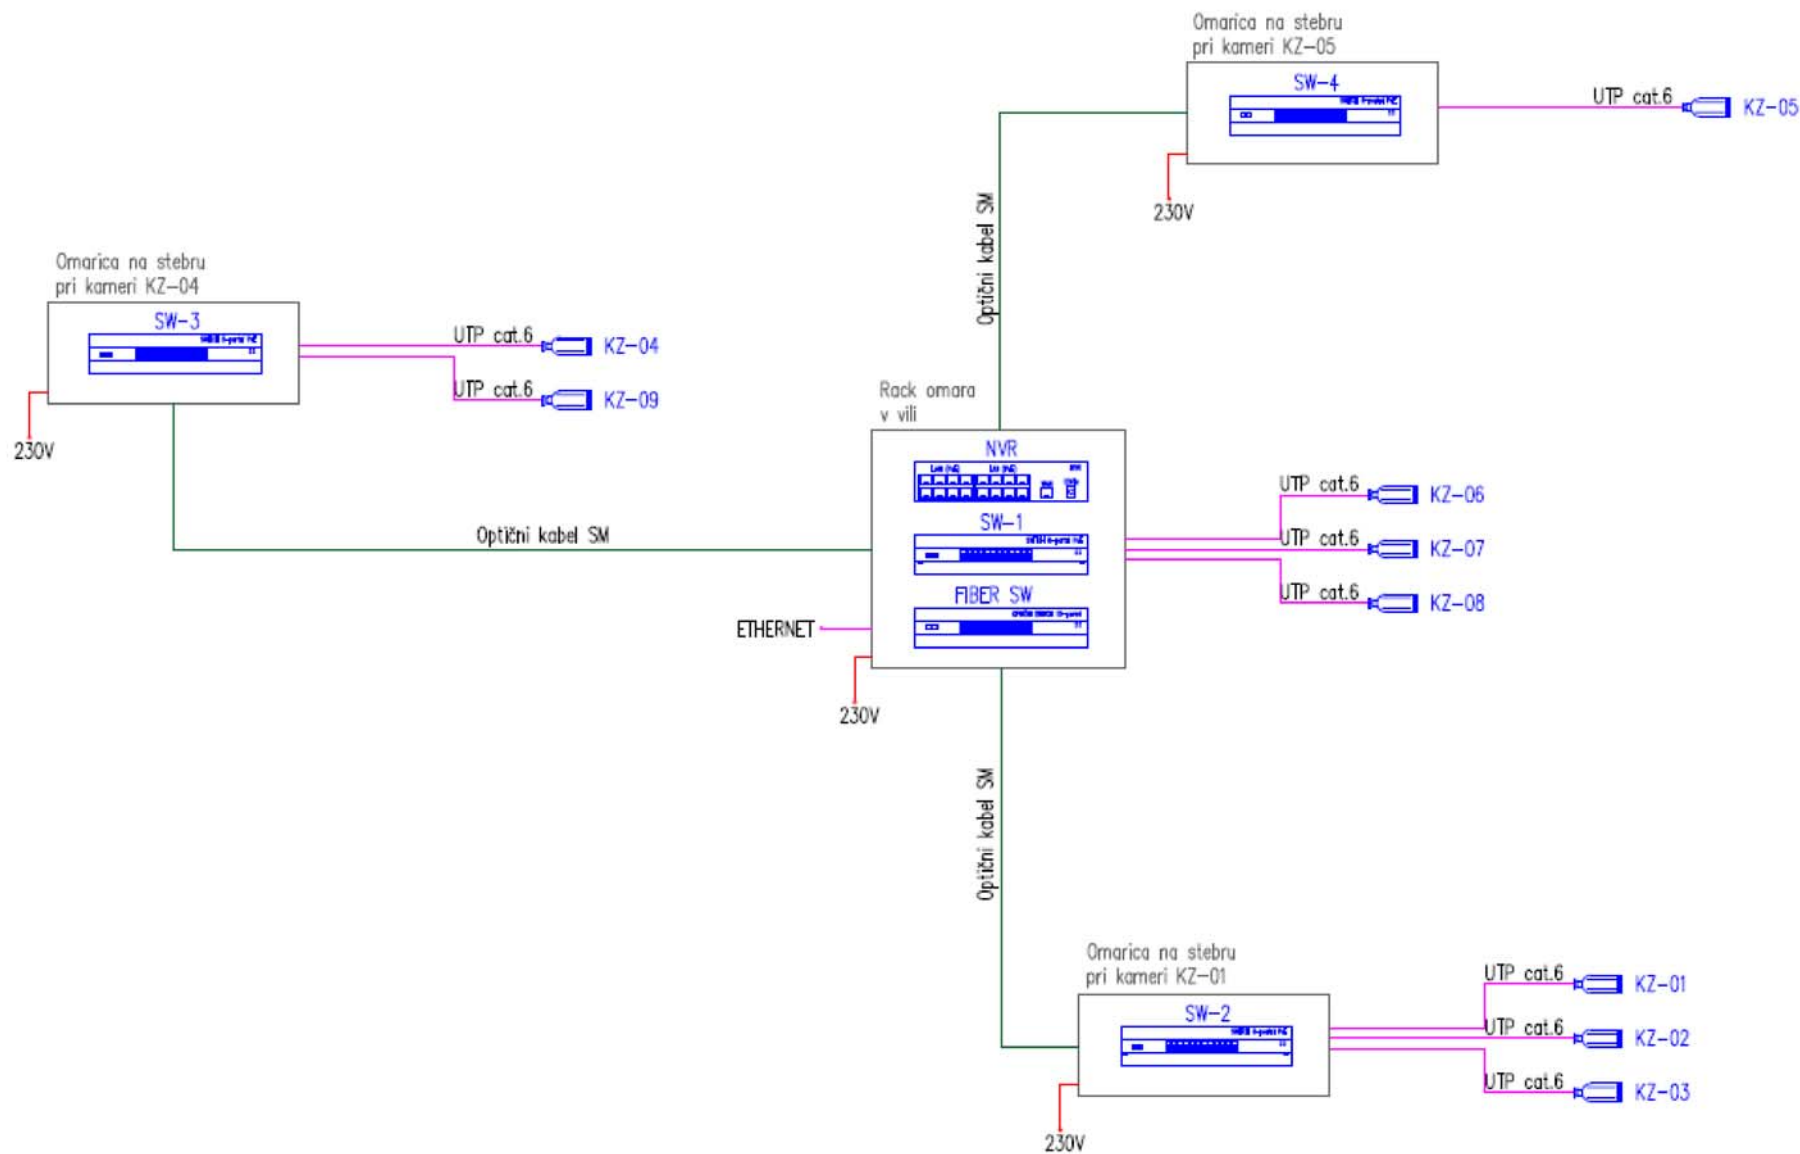 Omarica na stebru
pri kameri KZ-05
SW-4
UTP cat.6
KZ-05
230V
Optični kabel SM
Omarica na stebru
pri kameri KZ-04
SW-3
UTP cat.6
KZ-04
UTP cat.6
KZ-09
230V
Optični kabel SM
Rack omara
v vili
NVR
SW-1
FIBER SW
ETHERNET
230V
UTP cat.6
KZ-06
UTP cat.6
KZ-07
UTP cat.6
KZ-08
Optični kabel SM
Omarica na stebru
pri kameri KZ-01
SW-2
UTP cat.6
KZ-01
UTP cat.6
KZ-02
UTP cat.6
KZ-03
230V